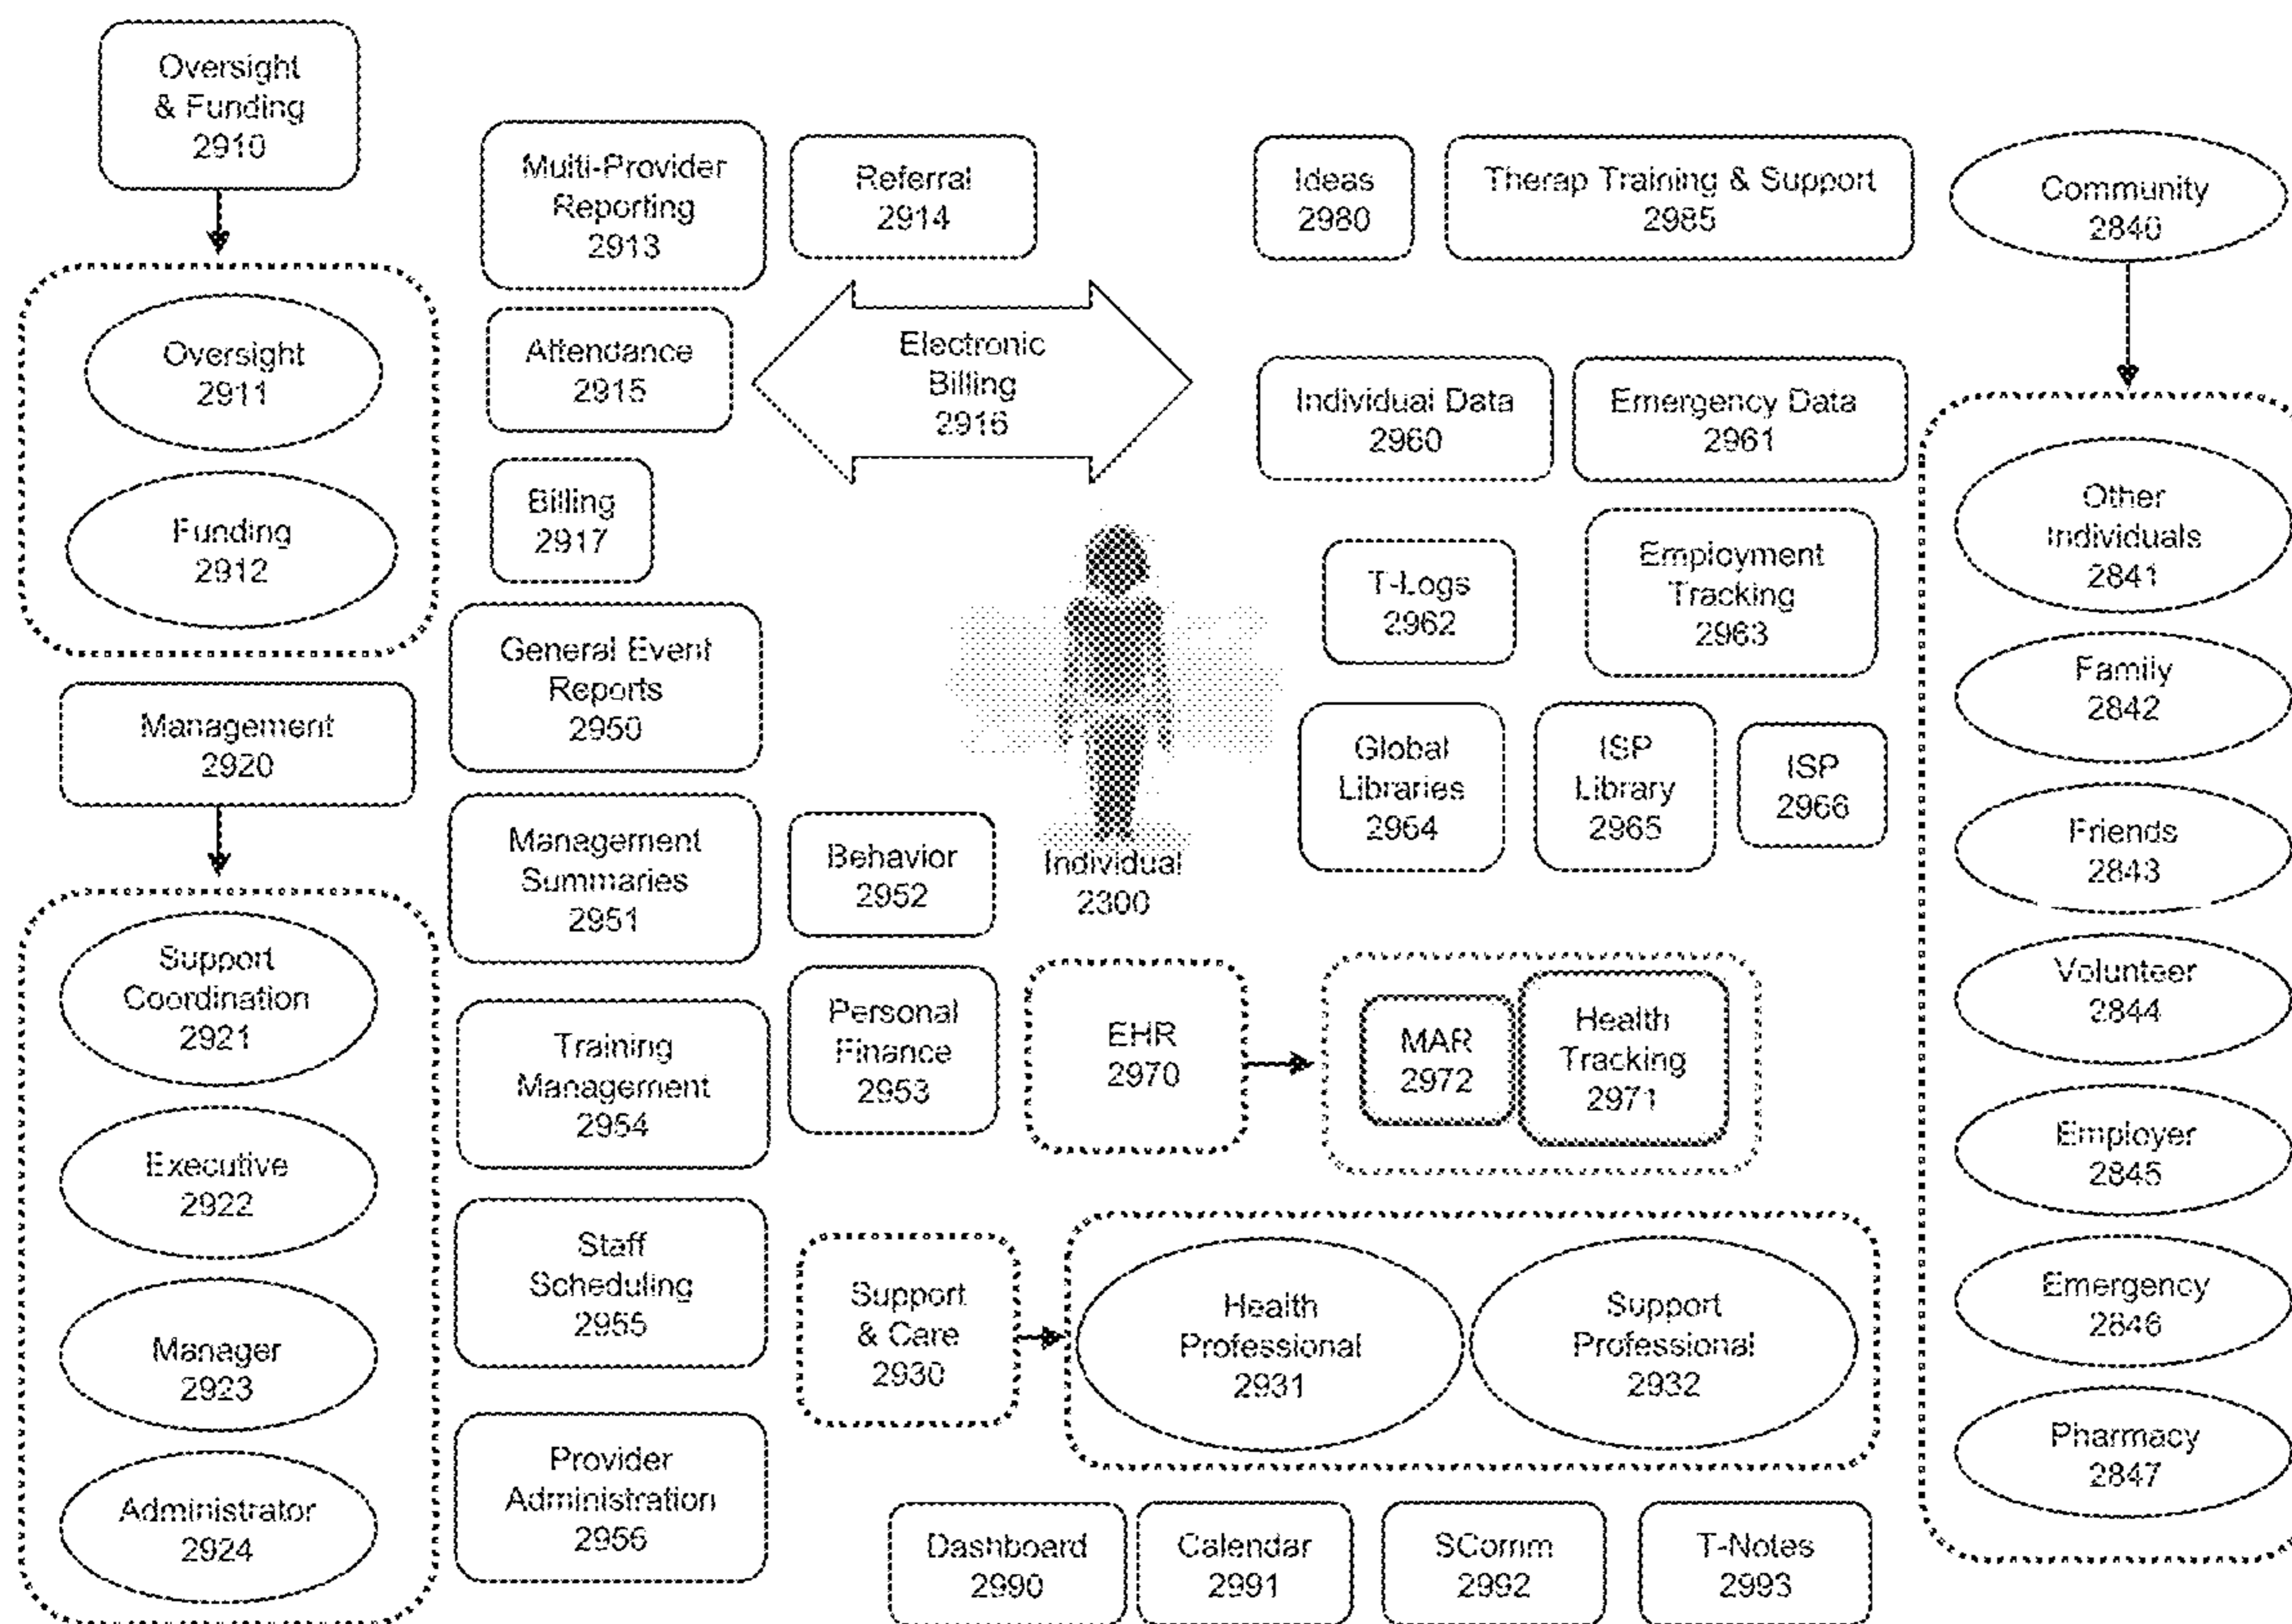 Oversight
& Funding
2910
Oversight
2911
Funding
2912
Management
2920
Support
Coordination
2921
Executive
2922
Manager
2923
Administrator
2924
Multi-Provider
Reporting
2913
Referral
2914
Attendance
2915
Electronic
Billing
2916
Billing
2917
General Event
Reports
2950
Management
Summaries
2951
Behavior
2952
Training
Management
2954
Personal
Finance
2953
Staff
Scheduling
2955
Provider
Administration
2956
Individual
2300
Ideas
2980
Therap Training & Support
2985
Individual Data
2960
Emergency Data
2961
T-Logs
2962
Employment
Tracking
2963
Global
Libraries
2964
ISP
Library
2965
ISP
2966
EHR
2970
MAR
2972
Health
Tracking
2971
Support
& Care
2930
Health
Professional
2931
Support
Professional
2932
Dashboard
2990
Calendar
2991
SComm
2992
T-Notes
2993
Community
2840
Other
Individuals
2841
Family
2842
Friends
2843
Volunteer
2844
Employer
2845
Emergency
2846
Pharmacy
2847